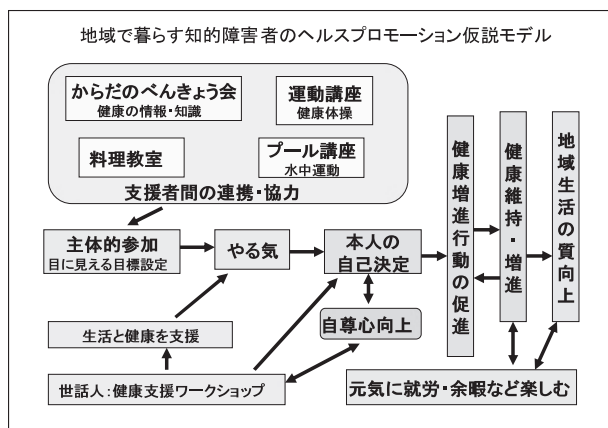 地域で暮らす知的障害者のヘルスプロモーション仮説モデル
からだのべんきょう会
健康の情報・知識
運動講座
健康体操
料理教室
プール講座
水中運動
支援者間の連携・協力
主体的参加
目に見える目標設定
やる気
本人の
自己決定
健康増進行動の促進
健康維持・増進
地域生活の質向上
生活と健康を支援
自尊心向上
世話人:健康支援ワークショップ
元気に就労・余暇など楽しむ